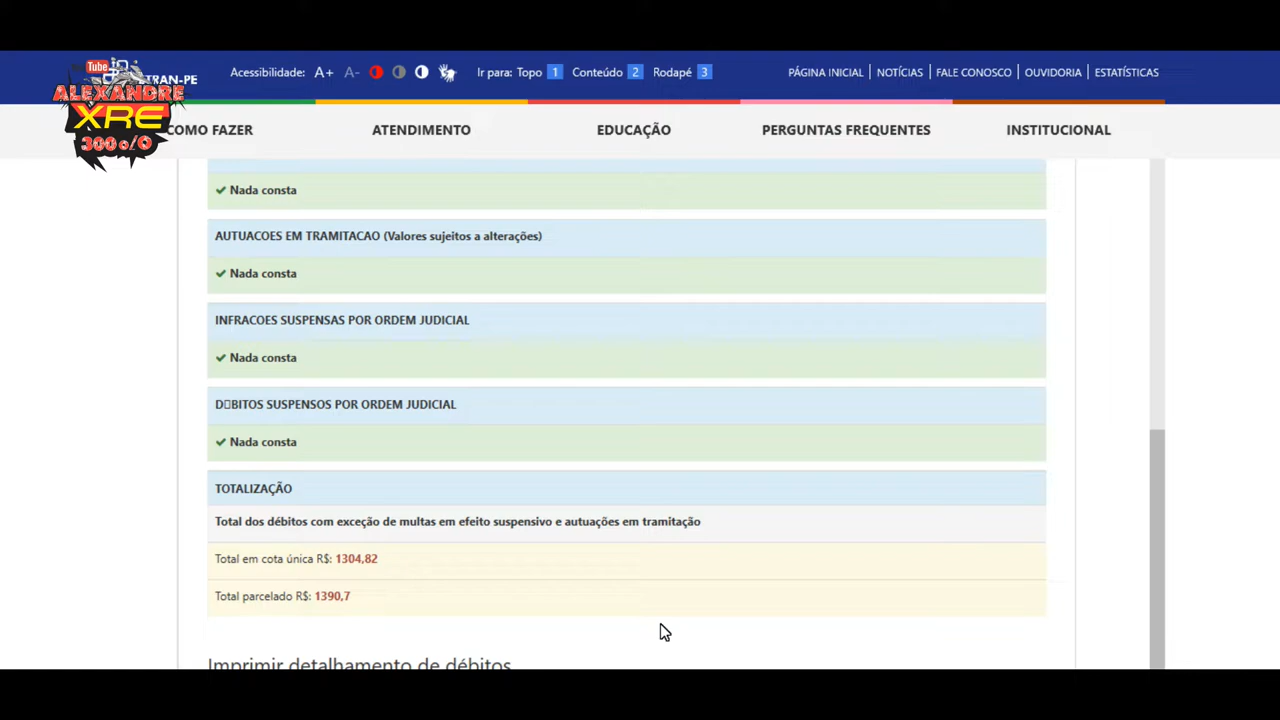 Acessibilidade: A+ A- Ir para: Topo 1 Conteúdo 2 Rodapé 3 PÁGINA INICIAL NOTÍCIAS FALE CONOSCO OUVIDORIA ESTATÍSTICAS
Tube
TRAN-PE
ALEXANDRE
XRE
300 o/O
COMO FAZER ATENDIMENTO EDUCAÇÃO PERGUNTAS FREQUENTES INSTITUCIONAL
Nada consta
AUTUACOES EM TRAMITACAO (Valores sujeitos a alterações)
Nada consta
INFRACOES SUSPENSAS POR ORDEM JUDICIAL
Nada consta
D▯BITOS SUSPENSOS POR ORDEM JUDICIAL
Nada consta
TOTALIZAÇÃO
Total dos débitos com exceção de multas em efeito suspensivo e autuações em tramitação
Total em cota única R$: 1304,82
Total parcelado R$: 1390,7
Imprimir detalhamento de débitos